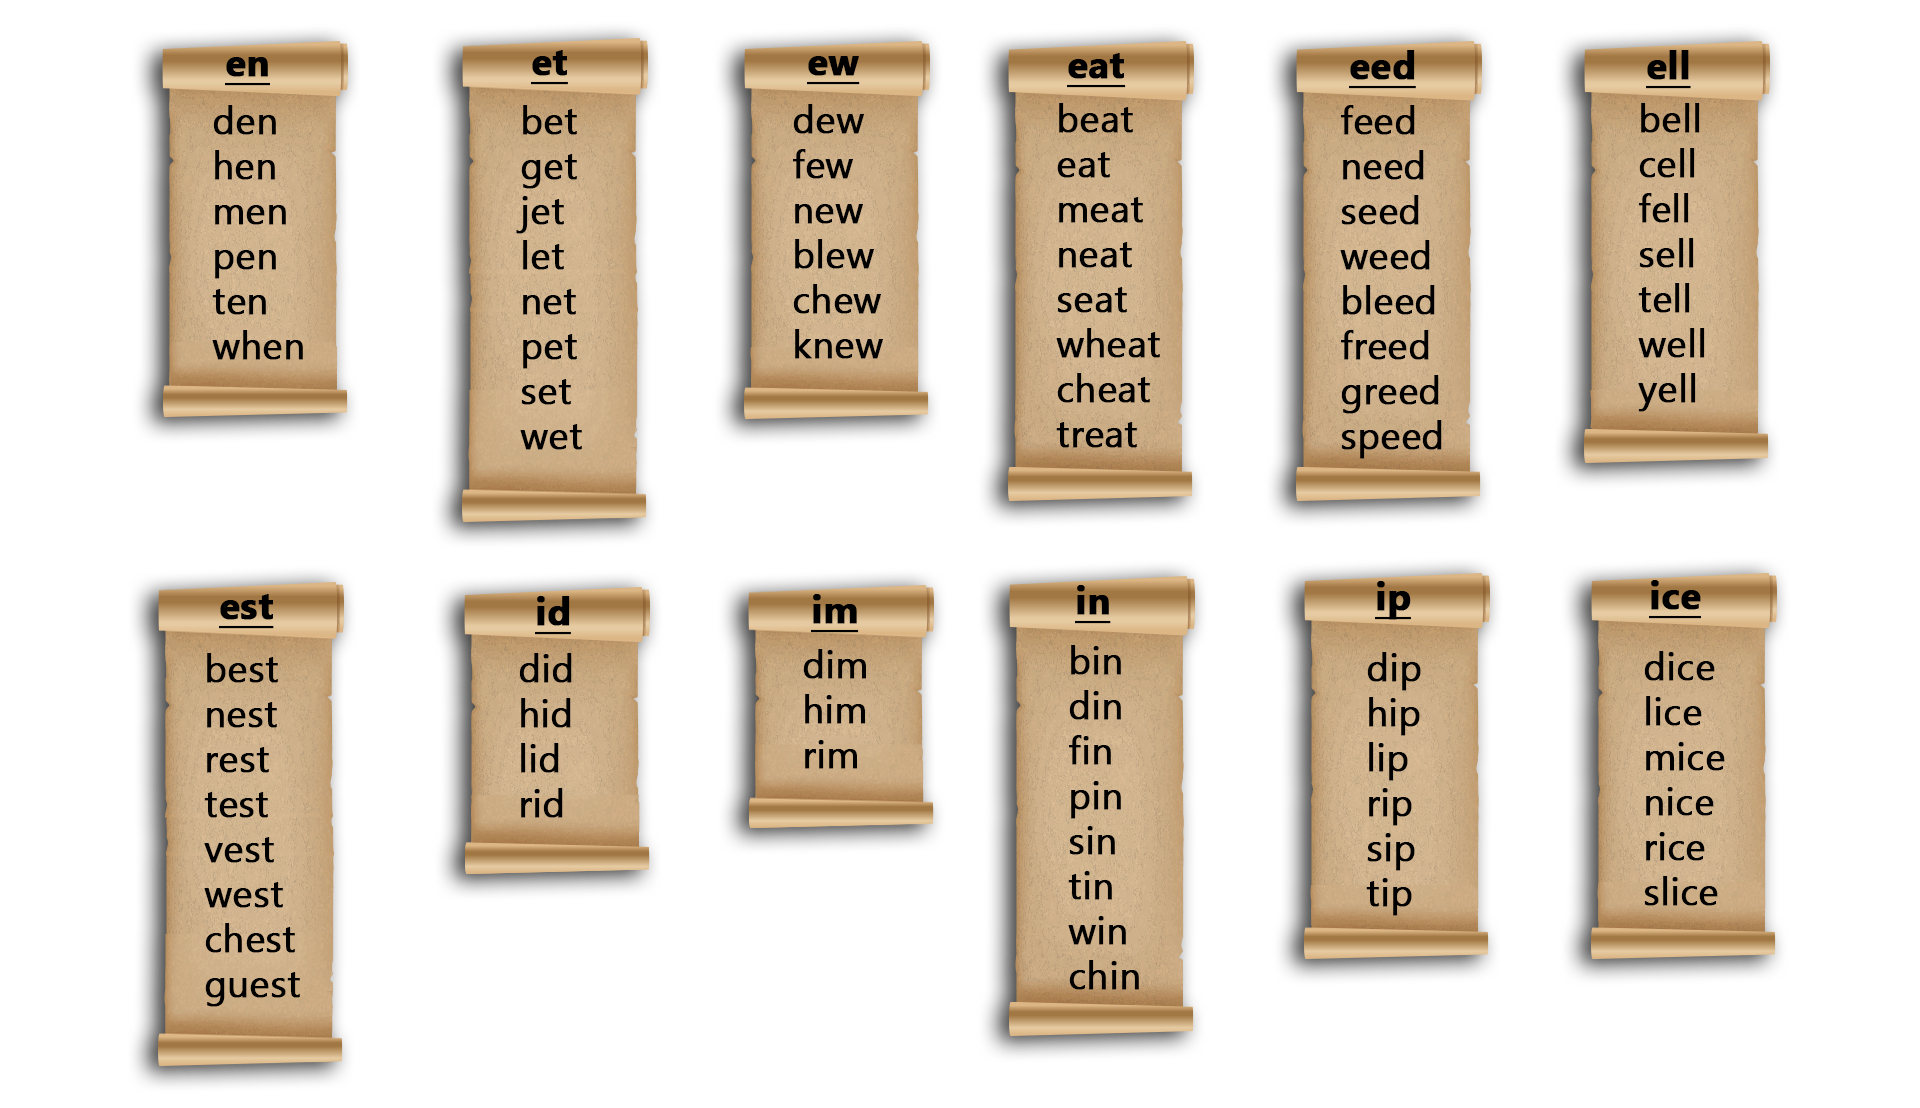 en
den
hen
men
pen
ten
when
et
bet
get
jet
let
net
pet
set
wet
ew
dew
few
new
blew
chew
knew
eat
beat
eat
meat
neat
seat
wheat
cheat
treat
eed
feed
need
seed
weed
bleed
freed
greed
speed
ell
bell
cell
fell
sell
tell
well
yell
est
best
nest
rest
test
vest
west
chest
guest
id
did
hid
lid
rid
im
dim
him
rim
in
bin
din
fin
pin
sin
tin
win
chin
ip
dip
hip
lip
rip
sip
tip
ice
dice
lice
mice
nice
rice
slice